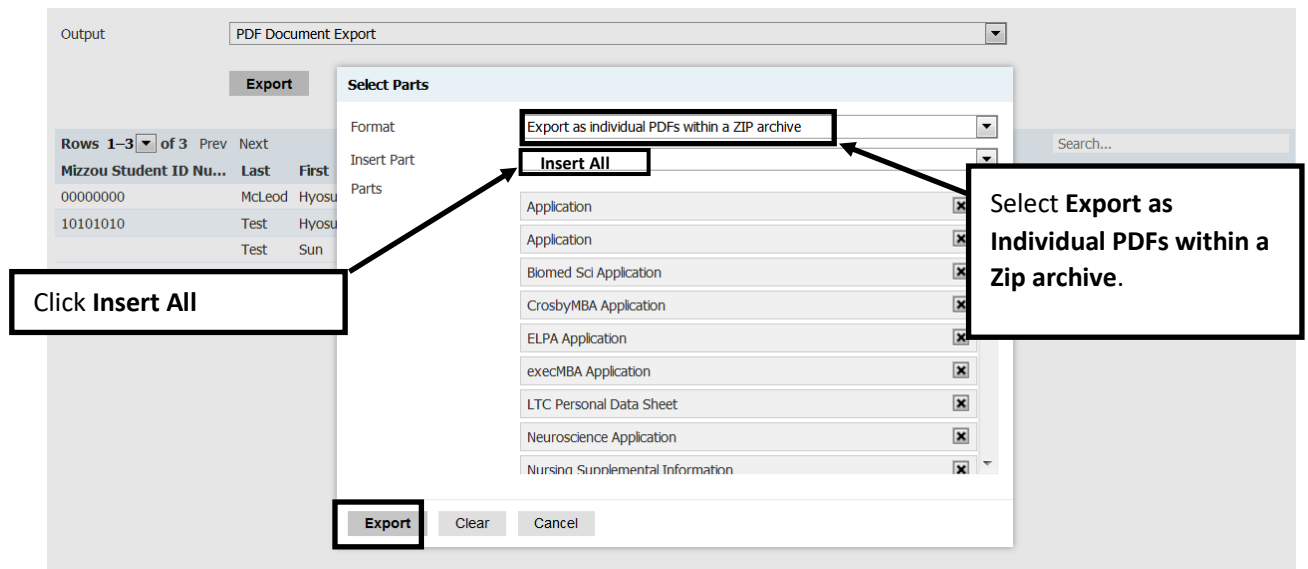 Output PDF Document Export
Export
Select Parts
Format Export as individual PDFs within a ZIP archive
Rows 1–3 of 3 Prev Next
Search...
Insert Part Insert All
Mizzou Student ID Nu... Last First
Parts
00000000 McLeod Hyosu
10101010 Test Hyosu
Test Sun
Application
Application
Biomed Sci Application
CrosbyMBA Application
ELPA Application
execMBA Application
LTC Personal Data Sheet
Neuroscience Application
Nursing Supplemental Information
Export Clear Cancel
Click Insert All
Select Export as
Individual PDFs within a
Zip archive.